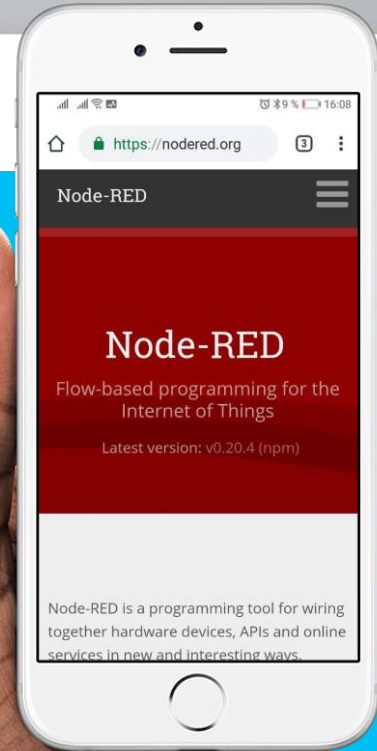 9 % 16:08
https://nodered.org 3
Node-RED
Node-RED
Flow-based programming for the
Internet of Things
Latest version: v0.20.4 (npm)
Node-RED is a programming tool for wiring
together hardware devices, APIs and online
services in new and interesting ways.